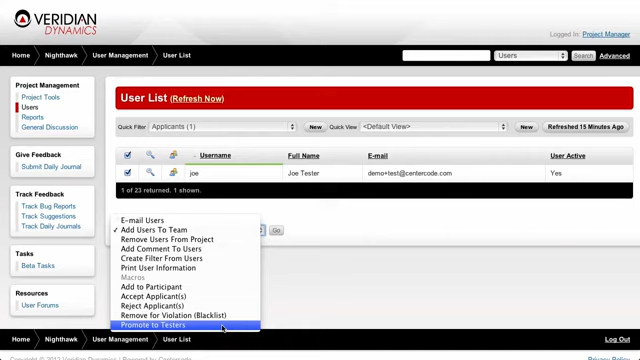 VERIDIAN
DYNAMICS
Logged In: Project Manager
Home Nighthawk User Management User List
Users Search Advanced
Project Management
Project Tools
Users
Reports
General Discussion
Give Feedback
Submit Daily Journal
Track Feedback
Track Bug Reports
Track Suggestions
Track Daily Journals
Tasks
Beta Tasks
Resources
User Forums
User List (Refresh Now)
Quick Filter Applicants (1) New Quick View <Default View> New Refreshed 15 Minutes Ago
Username Full Name E-mail User Active
joe Joe Tester demo+test@centercode.com Yes
1 of 23 returned. 1 shown.
E-mail Users
✓ Add Users To Team
Remove Users From Project
Add Comment To Users
Create Filter From Users
Print User Information
Macros
Add to Participant
Accept Applicant(s)
Reject Applicant(s)
Remove for Violation (Blacklist)
Promote to Testers
Go
Home Nighthawk User Management User List Log Out